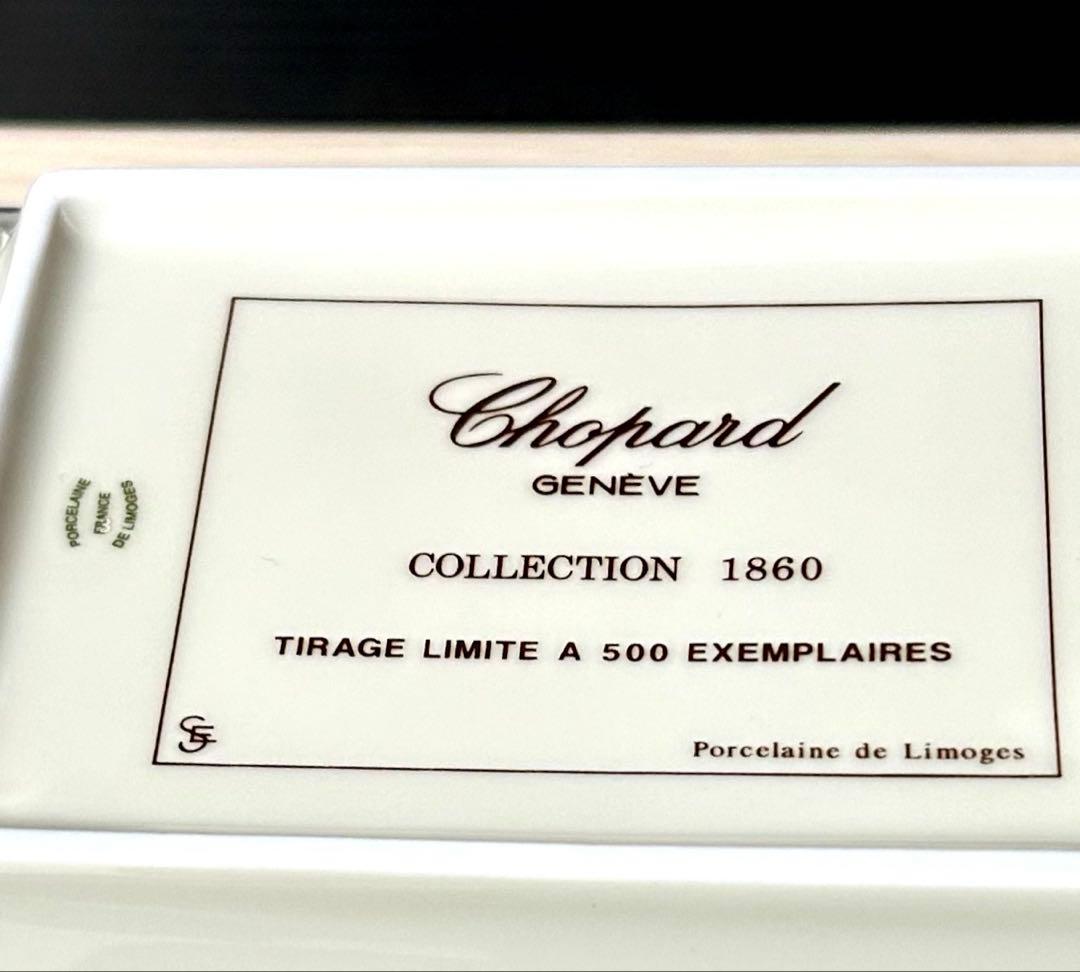 Chopard
GENÈVE
COLLECTION 1860
TIRAGE LIMITE A 500 EXEMPLAIRES
Porcelaine de Limoges
PORCELAINE
FRANCE
DE LIMOGES